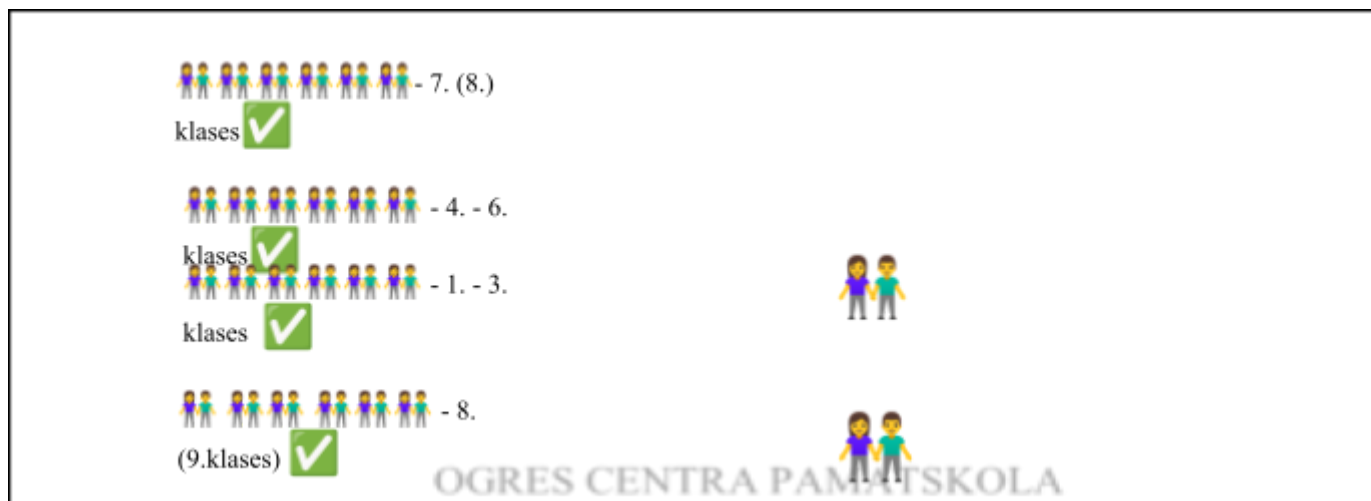 - 7. (8.)
klases
- 4. - 6.
klases
- 1. - 3.
klases
- 8.
(9.klases)
OGRES CENTRA PAMATSKOLA